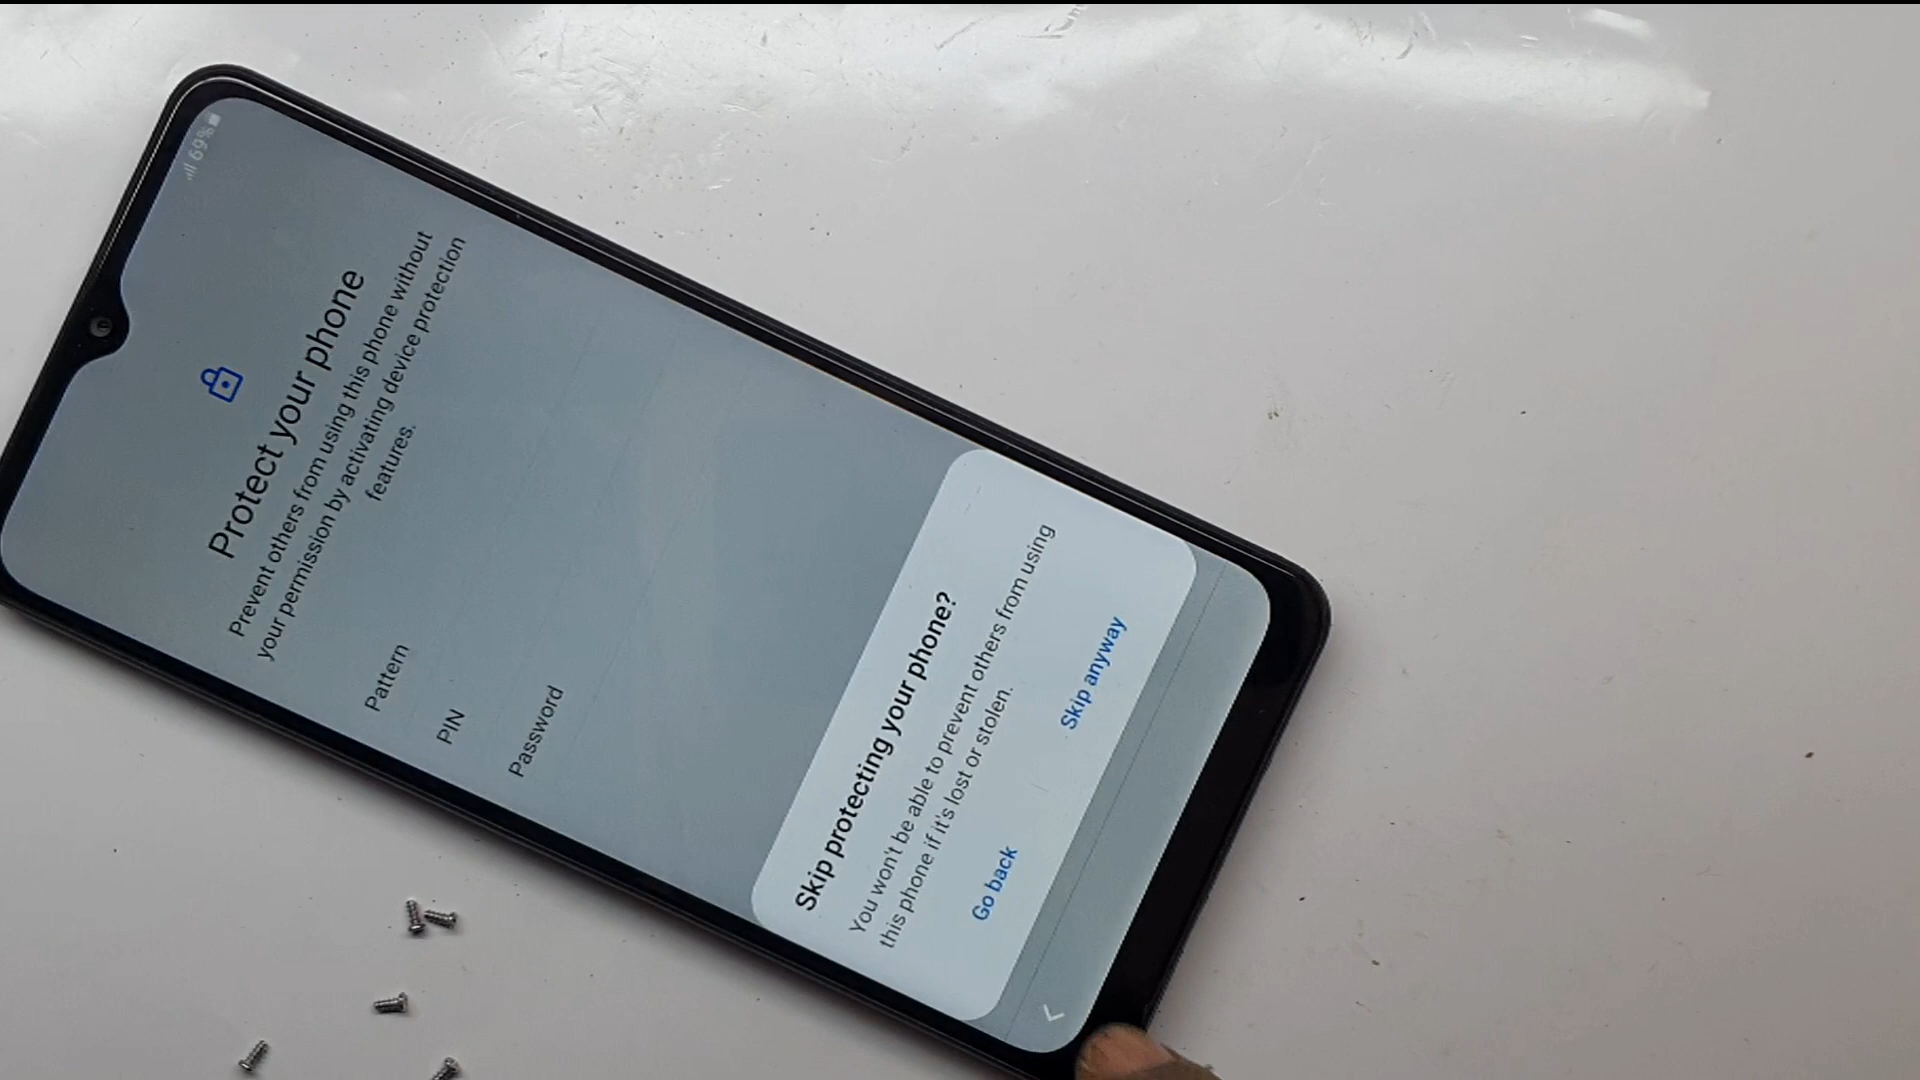 69%
Protect your phone
Prevent others from using this phone without
your permission by activating device protection
features.
Pattern
PIN
Password
Skip protecting your phone?
You won't be able to prevent others from using
this phone if it's lost or stolen.
Go back
Skip anyway